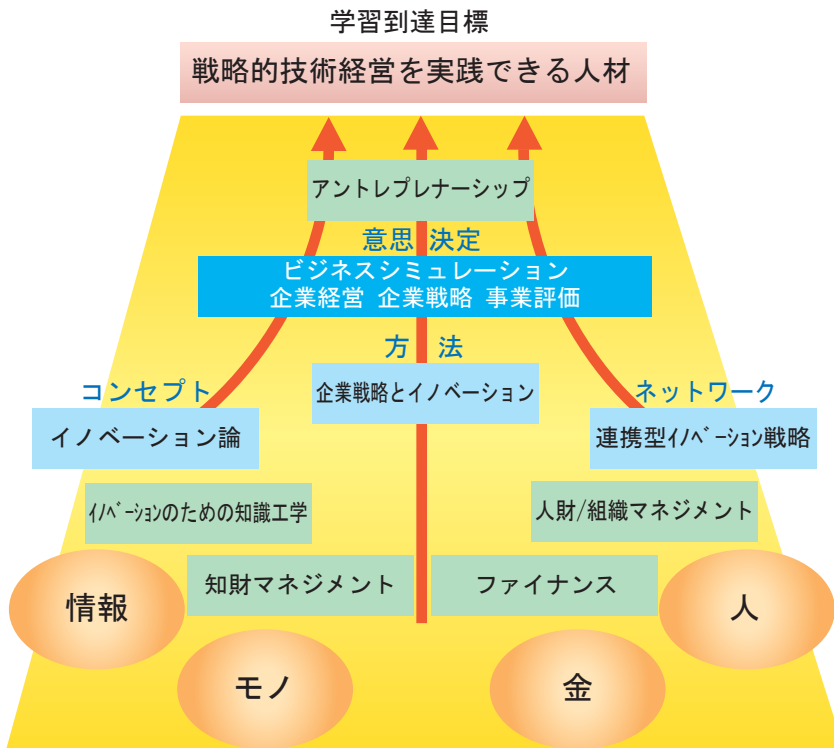 学習到達目標
戦略的技術経営を実践できる人材
アントレプレナーシップ
意思 決定
ビジネスシミュレーション
企業経営 企業戦略 事業評価
方 法
企業戦略とイノベーション
コンセプト
イノベーション論
ネットワーク
連携型ｲﾉﾍﾞｰｼｮﾝ戦略
ｲﾉﾍﾞｰｼｮﾝのための知識工学
人財/組織マネジメント
知財マネジメント
ファイナンス
情報
人
モノ
金